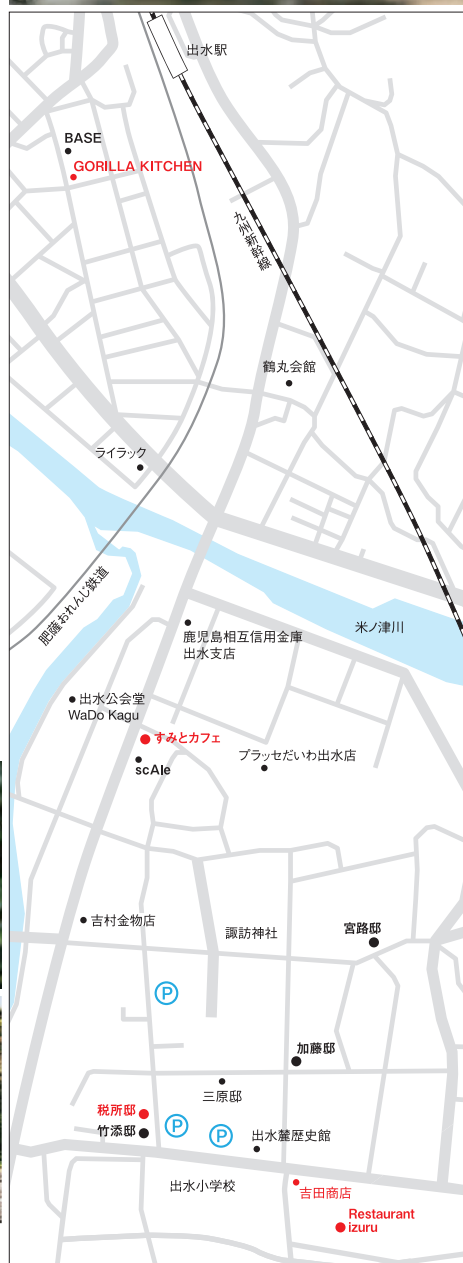 出水駅
BASE
GORILLA KITCHEN
九州新幹線
鶴丸会館
ライラック
肥薩おれんじ鉄道
米ノ津川
鹿児島相互信用金庫
出水支店
出水公会堂
WaDo Kagu
すみとカフェ
scAle
プラッセだいわ出水店
吉村金物店
諏訪神社
宮路邸
P
加藤邸
三原邸
税所邸
竹添邸
P
P
出水麓歴史館
出水小学校
吉田商店
Restaurant
izuru